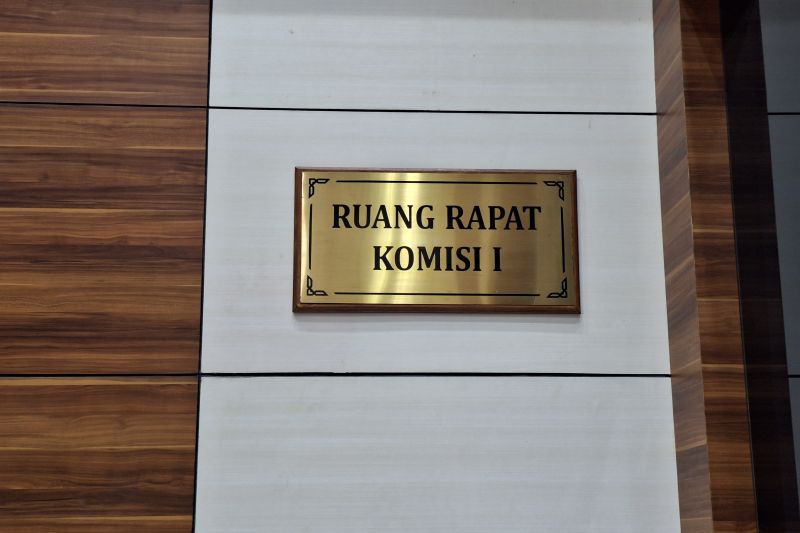 RUANG RAPAT
KOMISI I